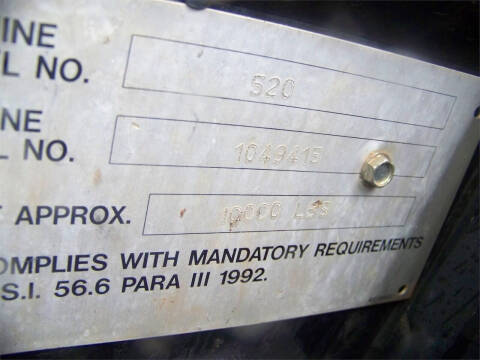 INE
L NO. 520
INE
L NO. 1049415
T APPROX. 10000 LBS
OMPLIES WITH MANDATORY REQUIREMENTS
S.I. 56.6 PARA III 1992.